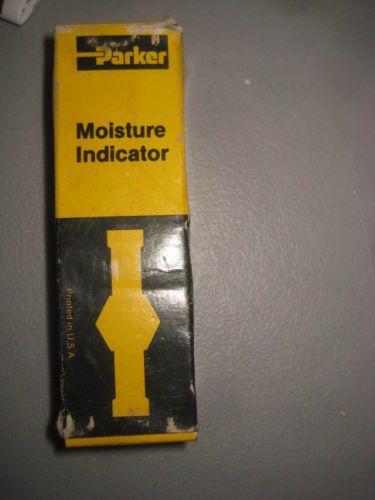 Parker
Moisture
Indicator
Printed in U.S.A.